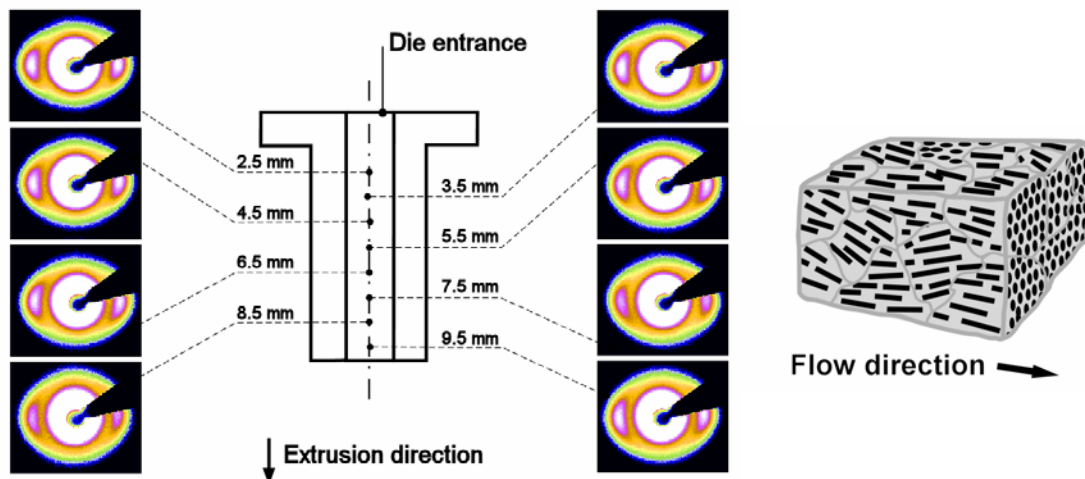 Die entrance
2.5 mm
3.5 mm
4.5 mm
5.5 mm
6.5 mm
7.5 mm
8.5 mm
9.5 mm
Extrusion direction
Flow direction